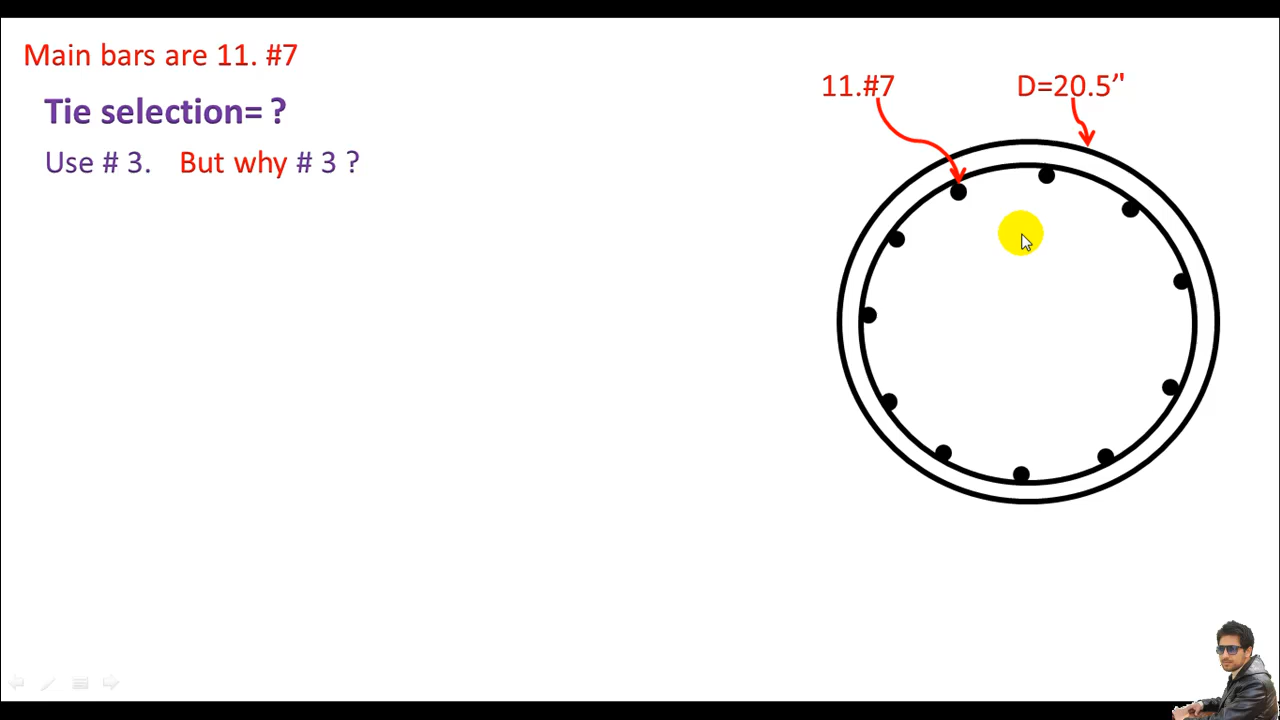 Main bars are 11. #7
Tie selection= ?
Use # 3. But why # 3 ?
11.#7
D=20.5”